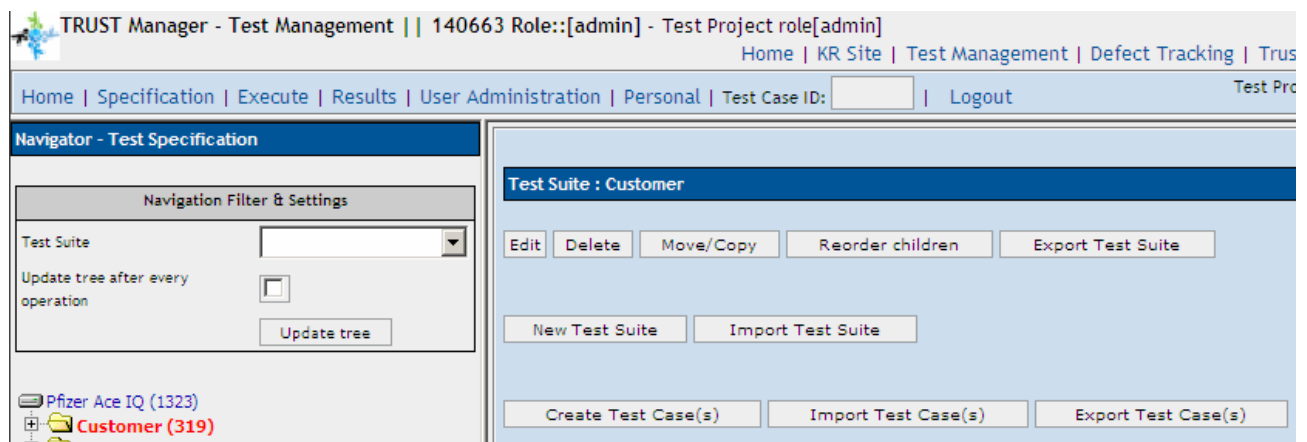 TRUST Manager - Test Management || 140663 Role::[admin] - Test Project role[admin]
Home | KR Site | Test Management | Defect Tracking | Trus
Home | Specification | Execute | Results | User Administration | Personal | Test Case ID: | Logout
Test Pro
Navigator - Test Specification
Navigation Filter & Settings
Test Suite
Update tree after every
operation
Update tree
Pfizer Ace IQ (1323)
Customer (319)
Test Suite : Customer
Edit Delete Move/Copy Reorder children Export Test Suite
New Test Suite Import Test Suite
Create Test Case(s) Import Test Case(s) Export Test Case(s)